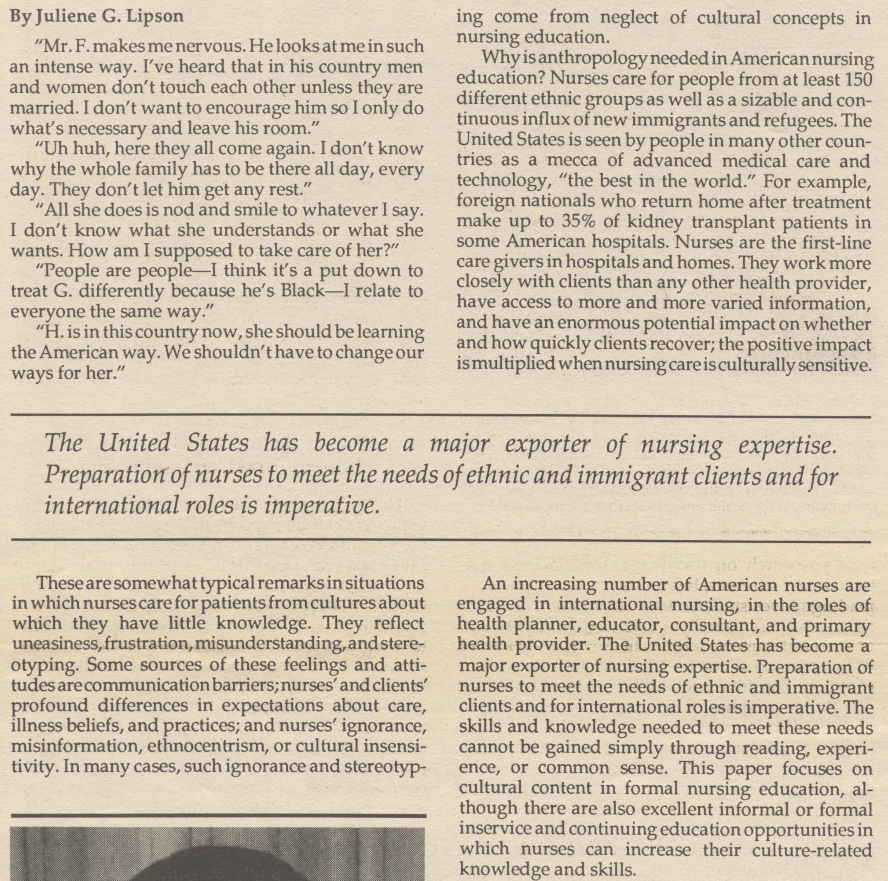 By Juliene G. Lipson
"Mr. F. makes me nervous. He looks at me in such
an intense way. I've heard that in his country men
and women don't touch each other unless they are
married. I don't want to encourage him so I only do
what's necessary and leave his room."
"Uh huh, here they all come again. I don't know
why the whole family has to be there all day, every
day. They don't let him get any rest."
"All she does is nod and smile to whatever I say.
I don't know what she understands or what she
wants. How am I supposed to take care of her?"
"People are people—I think it's a put down to
treat G. differently because he's Black—I relate to
everyone the same way."
"H. is in this country now, she should be learning
the American way. We shouldn't have to change our
ways for her."
ing come from neglect of cultural concepts in
nursing education.
Why is anthropology needed in American nursing
education? Nurses care for people from at least 150
different ethnic groups as well as a sizable and con-
tinuous influx of new immigrants and refugees. The
United States is seen by people in many other coun-
tries as a mecca of advanced medical care and
technology, "the best in the world." For example,
foreign nationals who return home after treatment
make up to 35% of kidney transplant patients in
some American hospitals. Nurses are the first-line
care givers in hospitals and homes. They work more
closely with clients than any other health provider,
have access to more and more varied information,
and have an enormous potential impact on whether
and how quickly clients recover; the positive impact
is multiplied when nursing care is culturally sensitive.
The United States has become a major exporter of nursing expertise.
Preparation of nurses to meet the needs of ethnic and immigrant clients and for
international roles is imperative.
These are somewhat typical remarks in situations
in which nurses care for patients from cultures about
which they have little knowledge. They reflect
uneasiness, frustration, misunderstanding, and stere-
otyping. Some sources of these feelings and atti-
tudes are communication barriers; nurses' and clients'
profound differences in expectations about care,
illness beliefs, and practices; and nurses' ignorance,
misinformation, ethnocentrism, or cultural insensi-
tivity. In many cases, such ignorance and stereotyp-
An increasing number of American nurses are
engaged in international nursing, in the roles of
health planner, educator, consultant, and primary
health provider. The United States has become a
major exporter of nursing expertise. Preparation of
nurses to meet the needs of ethnic and immigrant
clients and for international roles is imperative. The
skills and knowledge needed to meet these needs
cannot be gained simply through reading, experi-
ence, or common sense. This paper focuses on
cultural content in formal nursing education, al-
though there are also excellent informal or formal
inservice and continuing education opportunities in
which nurses can increase their culture-related
knowledge and skills.